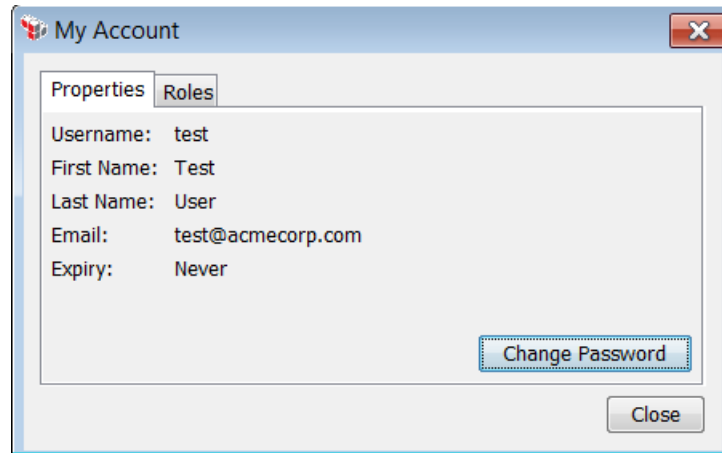 My Account
Properties Roles
Username: test
First Name: Test
Last Name: User
Email: test@acmecorp.com
Expiry: Never
Change Password
Close